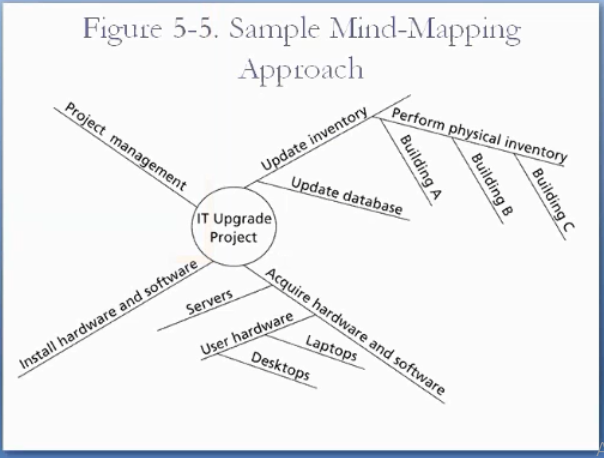 Figure 5-5. Sample Mind-Mapping
Approach
Project management
Update inventory
Perform physical inventory
Building A
Building B
Building C
Update database
IT Upgrade
Project
Install hardware and software
Acquire hardware and software
Servers
User hardware
Laptops
Desktops